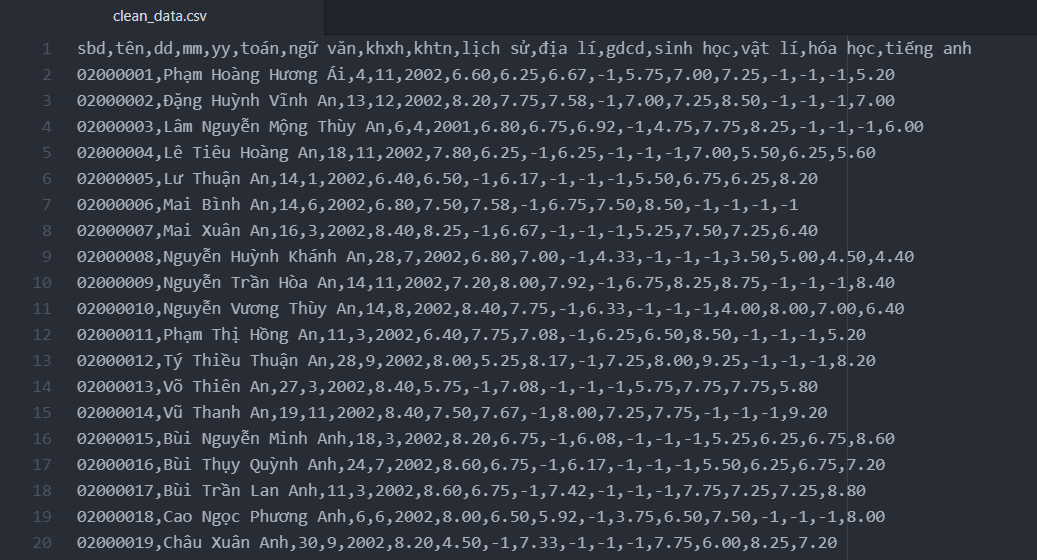 clean_data.csv
1 sbd,tên,dd,mm,yy,toán,ngữ văn,khxh,khtn,lịch sử,địa lí,gdcd,sinh học,vật lí,hóa học,tiếng anh
2 02000001,Phạm Hoàng Hương Ái,4,11,2002,6.60,6.25,6.67,-1,5.75,7.00,7.25,-1,-1,-1,5.20
3 02000002,Đặng Huỳnh Vĩnh An,13,12,2002,8.20,7.75,7.58,-1,7.00,7.25,8.50,-1,-1,-1,7.00
4 02000003,Lâm Nguyễn Mộng Thùy An,6,4,2001,6.80,6.75,6.92,-1,4.75,7.75,8.25,-1,-1,-1,6.00
5 02000004,Lê Tiêu Hoàng An,18,11,2002,7.80,6.25,-1,6.25,-1,-1,-1,7.00,5.50,6.25,5.60
6 02000005,Lư Thuận An,14,1,2002,6.40,6.50,-1,6.17,-1,-1,-1,5.50,6.75,6.25,8.20
7 02000006,Mai Bình An,14,6,2002,6.80,7.50,7.58,-1,6.75,7.50,8.50,-1,-1,-1,-1
8 02000007,Mai Xuân An,16,3,2002,8.40,8.25,-1,6.67,-1,-1,-1,5.25,7.50,7.25,6.40
9 02000008,Nguyễn Huỳnh Khánh An,28,7,2002,6.80,7.00,-1,4.33,-1,-1,-1,3.50,5.00,4.50,4.40
10 02000009,Nguyễn Trần Hòa An,14,11,2002,7.20,8.00,7.92,-1,6.75,8.25,8.75,-1,-1,-1,8.40
11 02000010,Nguyễn Vương Thùy An,14,8,2002,8.40,7.75,-1,6.33,-1,-1,-1,4.00,8.00,7.00,6.40
12 02000011,Phạm Thị Hồng An,11,3,2002,6.40,7.75,7.08,-1,6.25,6.50,8.50,-1,-1,-1,5.20
13 02000012,Tý Thiều Thuận An,28,9,2002,8.00,5.25,8.17,-1,7.25,8.00,9.25,-1,-1,-1,8.20
14 02000013,Võ Thiên An,27,3,2002,8.40,5.75,-1,7.08,-1,-1,-1,5.75,7.75,7.75,5.80
15 02000014,Vũ Thanh An,19,11,2002,8.40,7.50,7.67,-1,8.00,7.25,7.75,-1,-1,-1,9.20
16 02000015,Bùi Nguyễn Minh Anh,18,3,2002,8.20,6.75,-1,6.08,-1,-1,-1,5.25,6.25,6.75,8.60
17 02000016,Bùi Thụy Quỳnh Anh,24,7,2002,8.60,6.75,-1,6.17,-1,-1,-1,5.50,6.25,6.75,7.20
18 02000017,Bùi Trần Lan Anh,11,3,2002,8.60,6.75,-1,7.42,-1,-1,-1,7.75,7.25,7.25,8.80
19 02000018,Cao Ngọc Phương Anh,6,6,2002,8.00,6.50,5.92,-1,3.75,6.50,7.50,-1,-1,-1,8.00
20 02000019,Châu Xuân Anh,30,9,2002,8.20,4.50,-1,7.33,-1,-1,-1,7.75,6.00,8.25,7.20